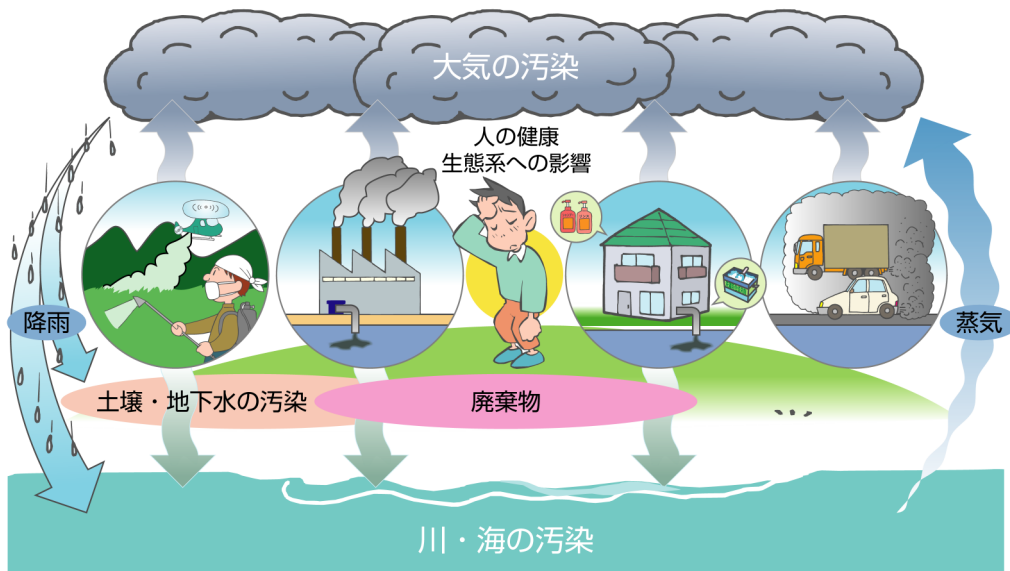 大気の汚染
人の健康
生態系への影響
降雨
蒸気
土壌・地下水の汚染
廃棄物
川・海の汚染